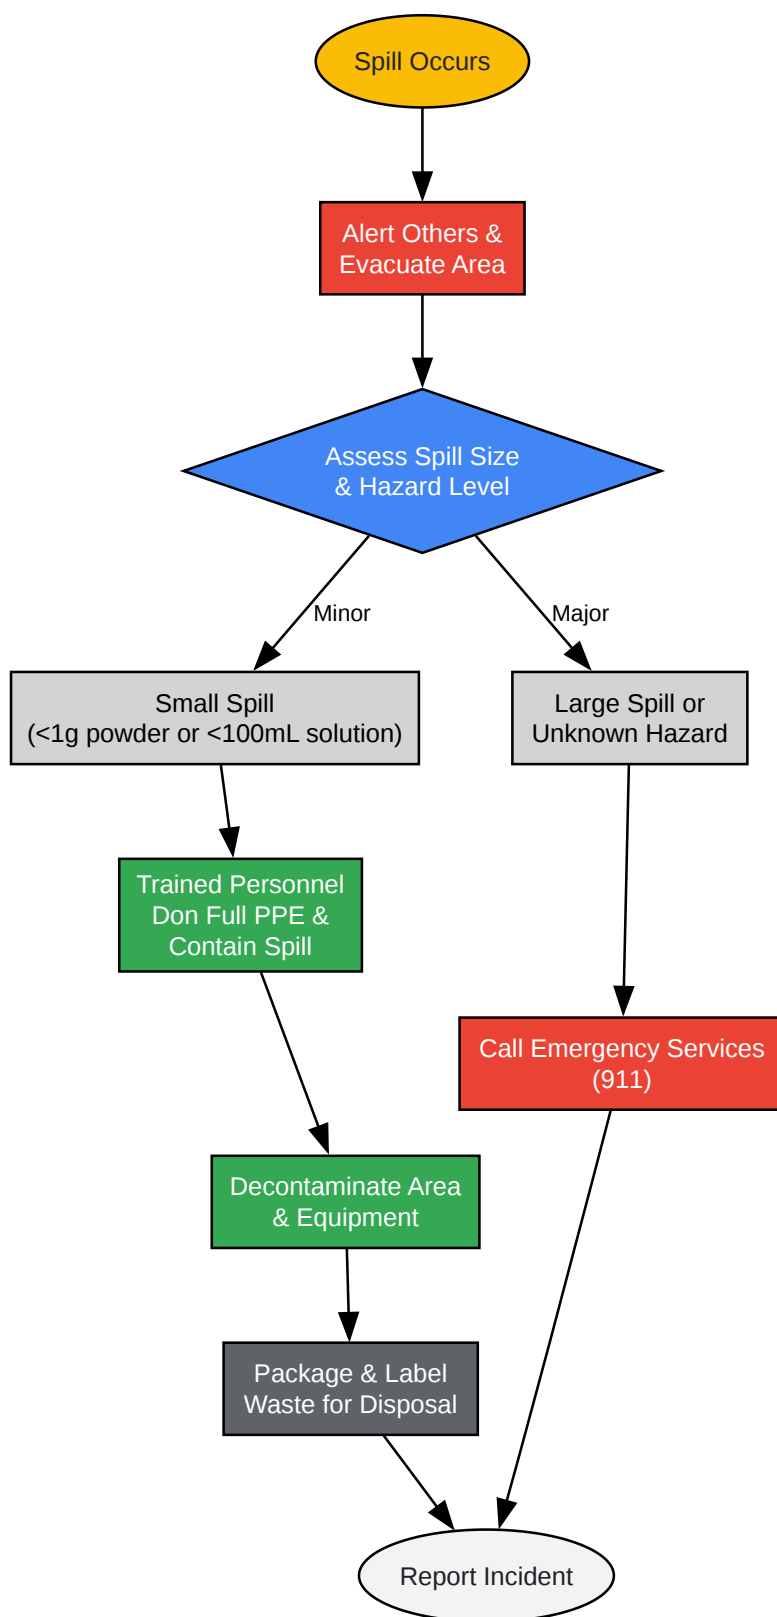 Spill Occurs
Alert Others &
Evacuate Area
Assess Spill Size
& Hazard Level
Minor
Major
Small Spill
(<1g powder or <100mL solution)
Large Spill or
Unknown Hazard
Trained Personnel
Don Full PPE &
Contain Spill
Call Emergency Services
(911)
Decontaminate Area
& Equipment
Package & Label
Waste for Disposal
Report Incident